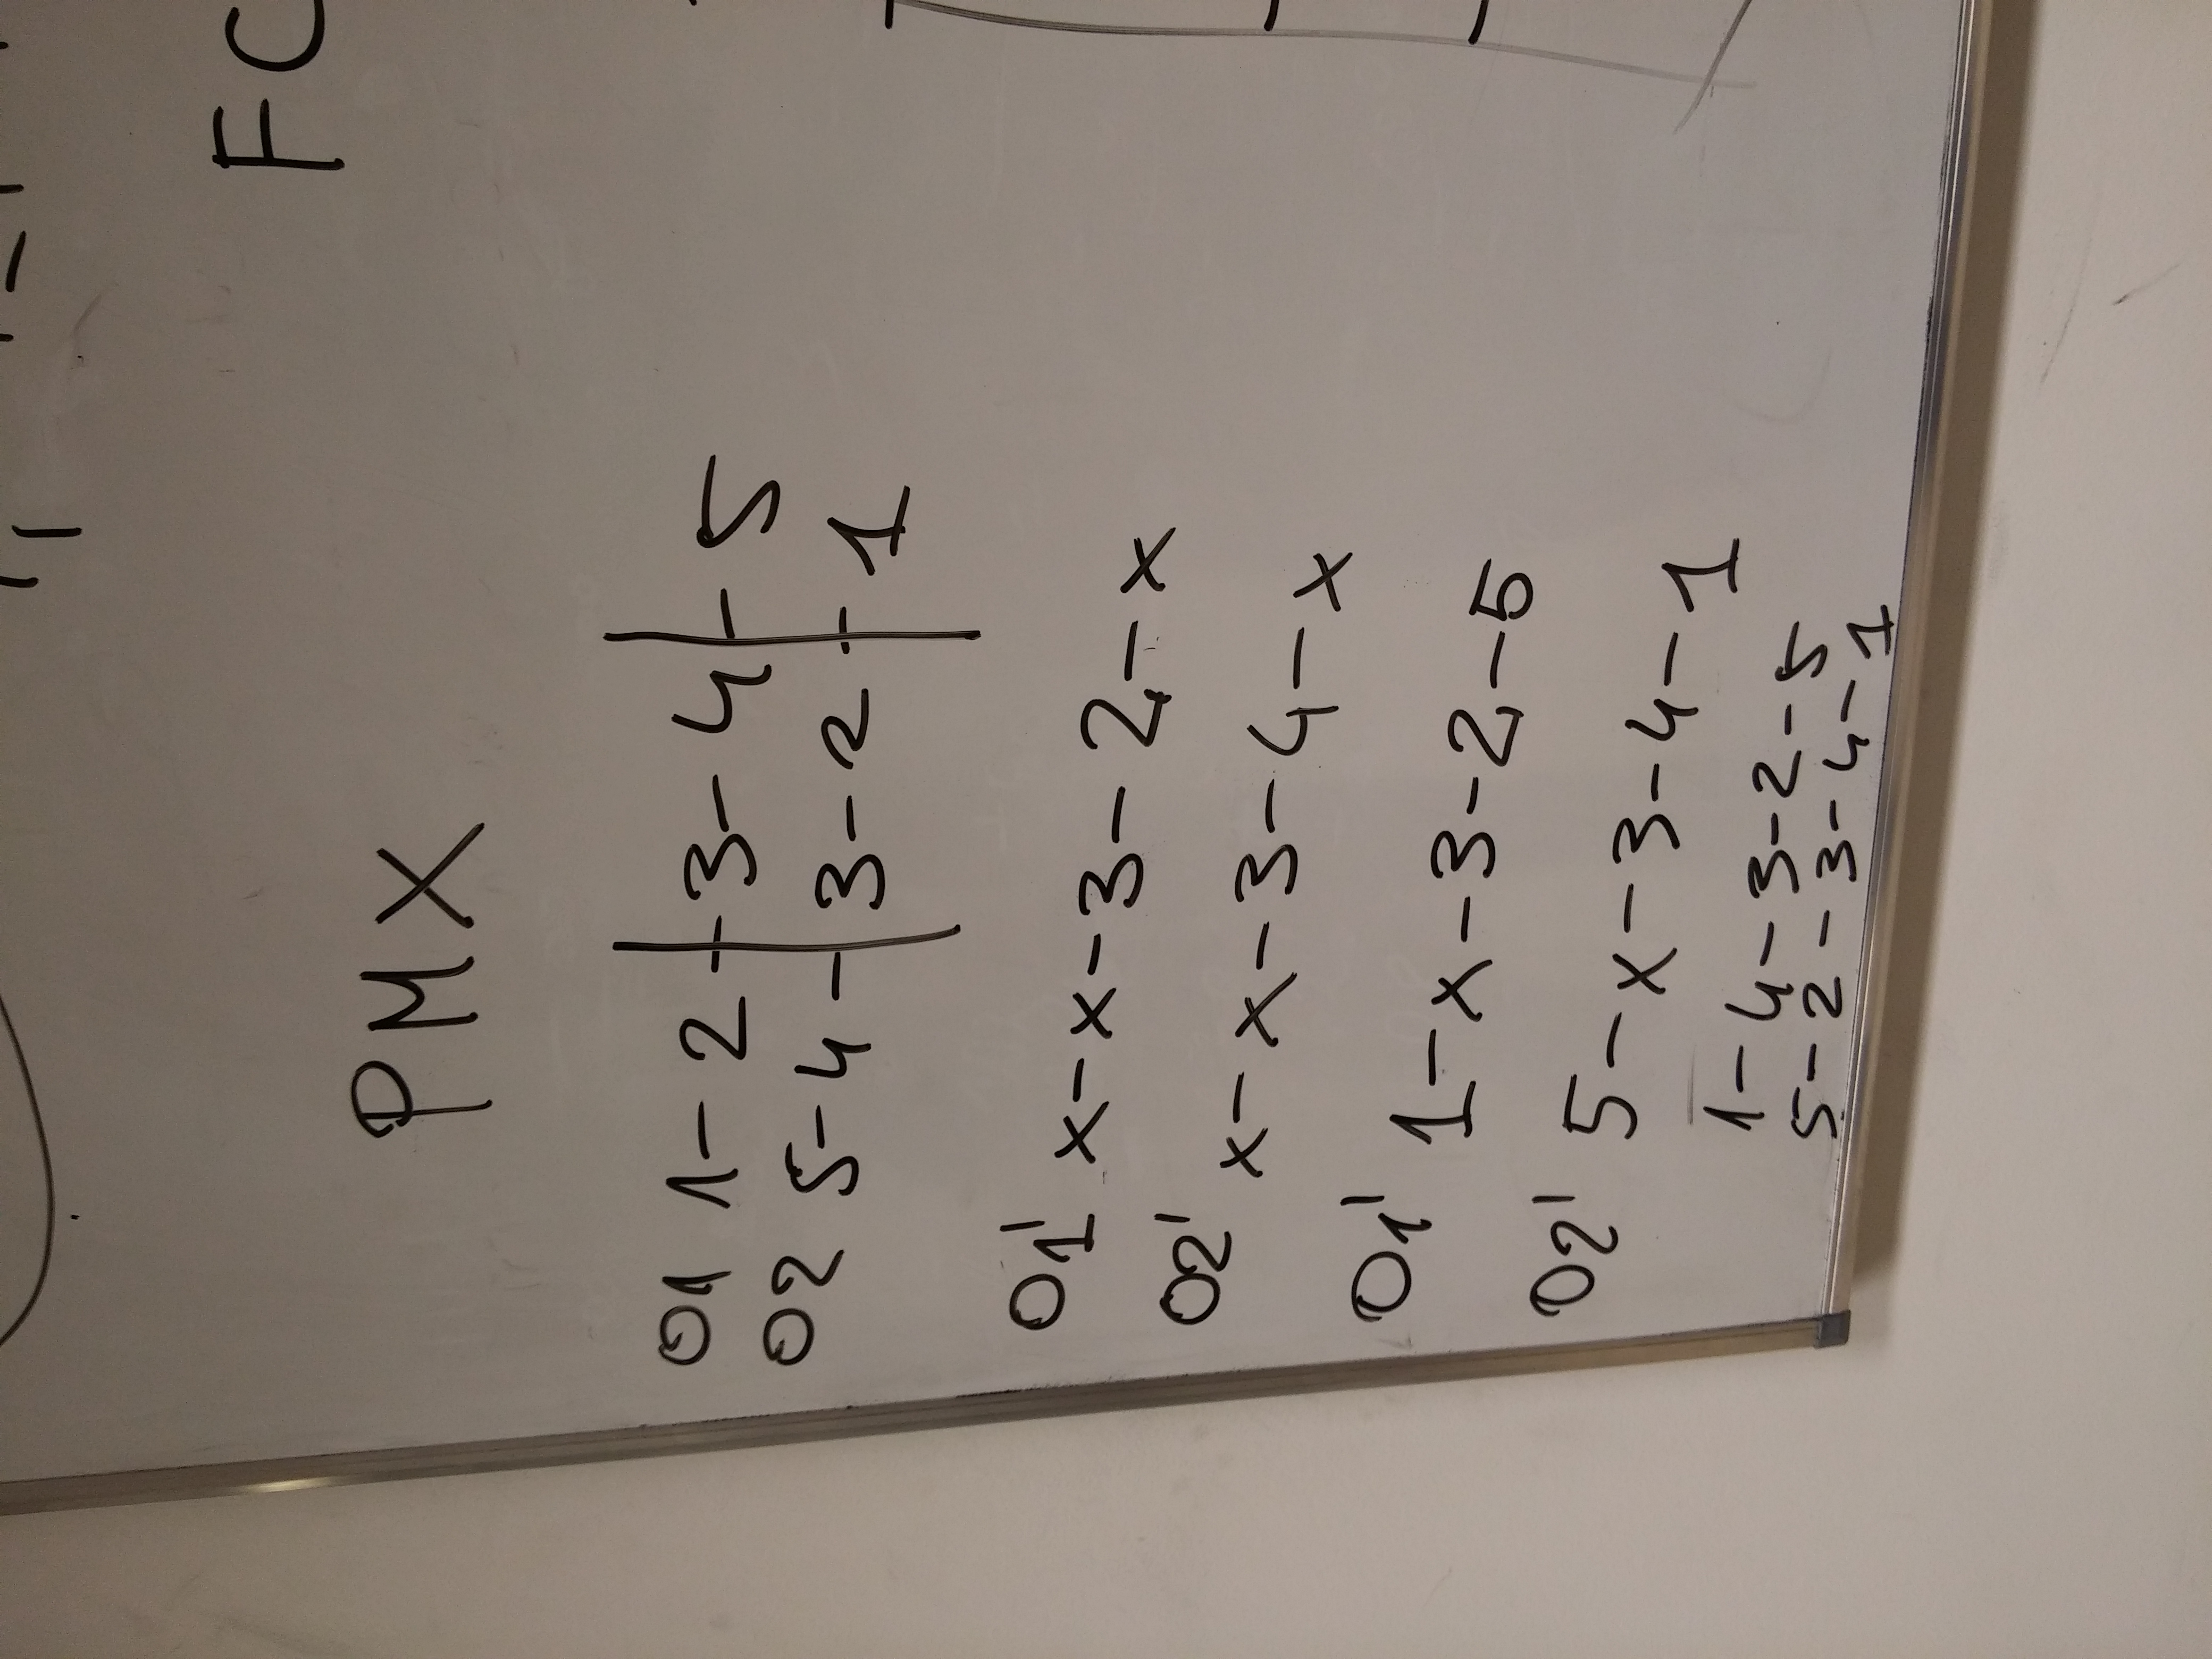 FC
PMX
O1 1-2-|3-4|-5
O2 5-4-|3-2-|1
O1' x-x-3-2-x
O2' x-x-3-4-x
O1' 1-x-3-2-5
O2' 5-x-3-4-1
1-4-3-2-5
5-2-3-4-1